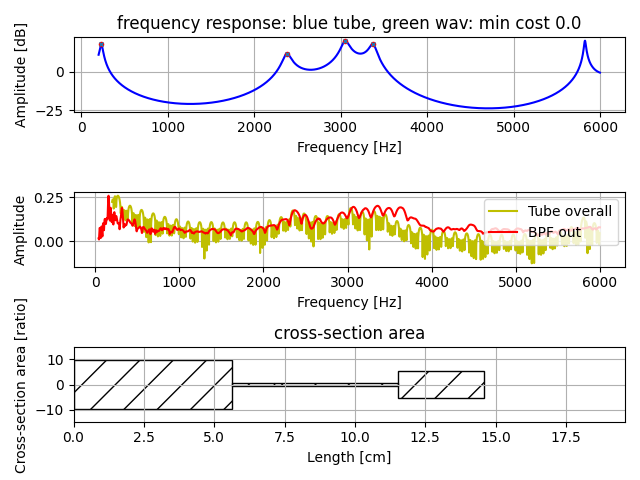 frequency response: blue tube, green wav: min cost 0.0
Amplitude [dB]
0
−25
0 1000 2000 3000 4000 5000 6000
Frequency [Hz]
Amplitude
0.25
0.00
Tube overall
BPF out
0 1000 2000 3000 4000 5000 6000
Frequency [Hz]
cross-section area
Cross-section area [ratio]
10
0
−10
0.0 2.5 5.0 7.5 10.0 12.5 15.0 17.5
Length [cm]